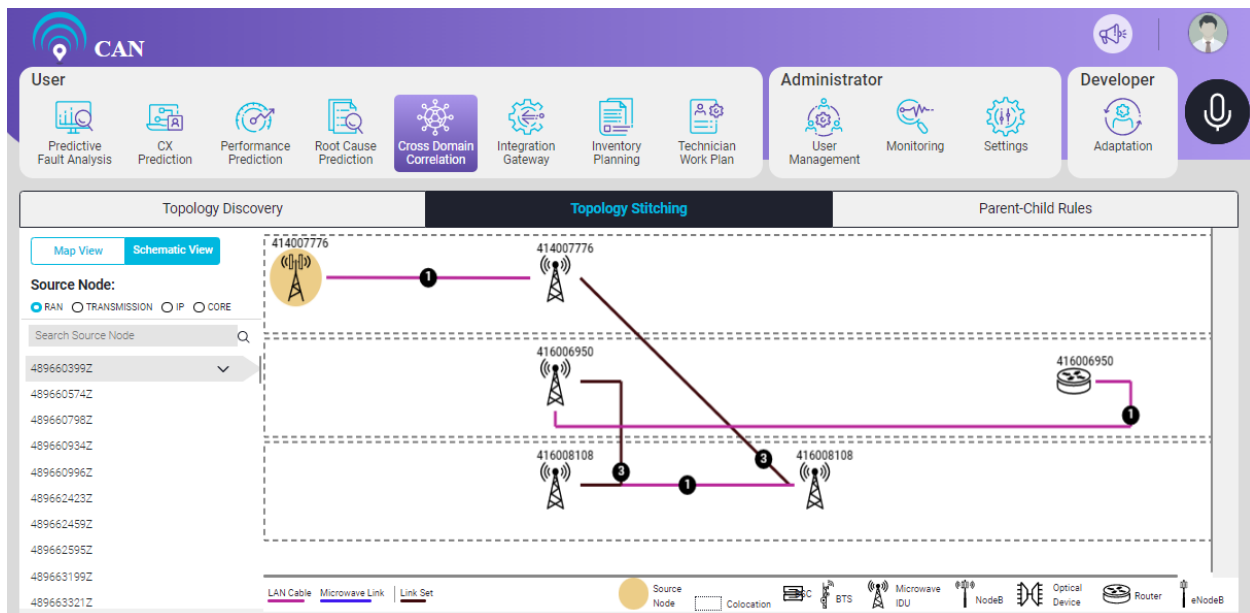 CAN
User
Administrator
Developer
Predictive
Fault Analysis
CX
Prediction
Performance
Prediction
Root Cause
Prediction
Cross Domain
Correlation
Integration
Gateway
Inventory
Planning
Technician
Work Plan
User
Management
Monitoring
Settings
Adaptation
Topology Discovery
Topology Stitching
Parent-Child Rules
Map View
Schematic View
Source Node:
RAN TRANSMISSION IP CORE
Search Source Node
489660399Z
489660574Z
489660798Z
489660934Z
489660996Z
489662423Z
489662459Z
489662595Z
489663199Z
489663321Z
414007776
414007776
1
416006950
416006950
1
416008108
416008108
3
3
1
LAN Cable
Microwave Link
Link Set
Source
Node
Colocation
BTS
Microwave
IDU
NodeB
Optical
Device
Router
eNodeB